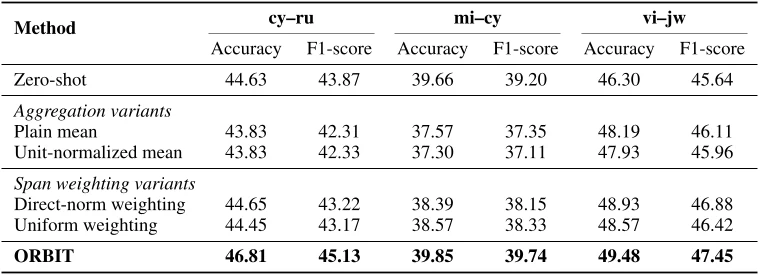 Method cy–ru mi–cy vi–jw
Accuracy F1-score Accuracy F1-score Accuracy F1-score
Zero-shot 44.63 43.87 39.66 39.20 46.30 45.64
Aggregation variants
Plain mean 43.83 42.31 37.57 37.35 48.19 46.11
Unit-normalized mean 43.83 42.33 37.30 37.11 47.93 45.96
Span weighting variants
Direct-norm weighting 44.65 43.22 38.39 38.15 48.93 46.88
Uniform weighting 44.45 43.17 38.57 38.33 48.57 46.42
ORBIT 46.81 45.13 39.85 39.74 49.48 47.45